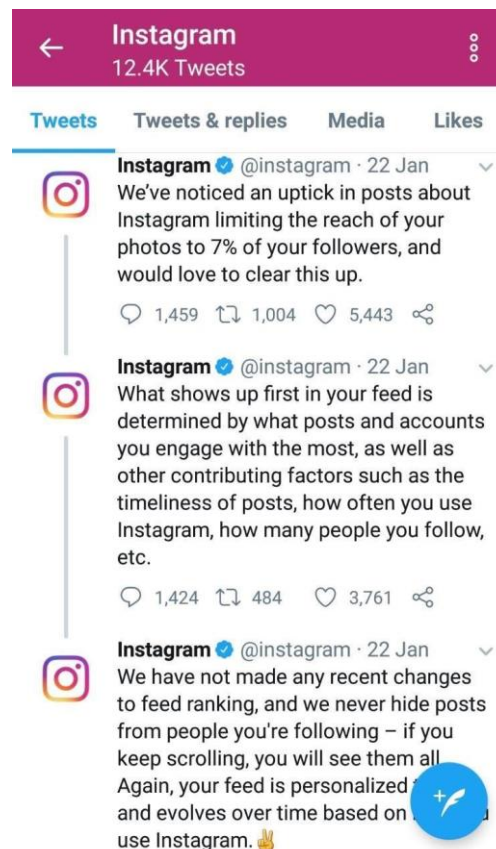 Instagram
12.4K Tweets
Tweets Tweets & replies Media Likes
Instagram @instagram · 22 Jan
We’ve noticed an uptick in posts about
Instagram limiting the reach of your
photos to 7% of your followers, and
would love to clear this up.
1,459 1,004 5,443
Instagram @instagram · 22 Jan
What shows up first in your feed is
determined by what posts and accounts
you engage with the most, as well as
other contributing factors such as the
timeliness of posts, how often you use
Instagram, how many people you follow,
etc.
1,424 484 3,761
Instagram @instagram · 22 Jan
We have not made any recent changes
to feed ranking, and we never hide posts
from people you're following – if you
keep scrolling, you will see them all
Again, your feed is personalized
and evolves over time based on
use Instagram.✌️